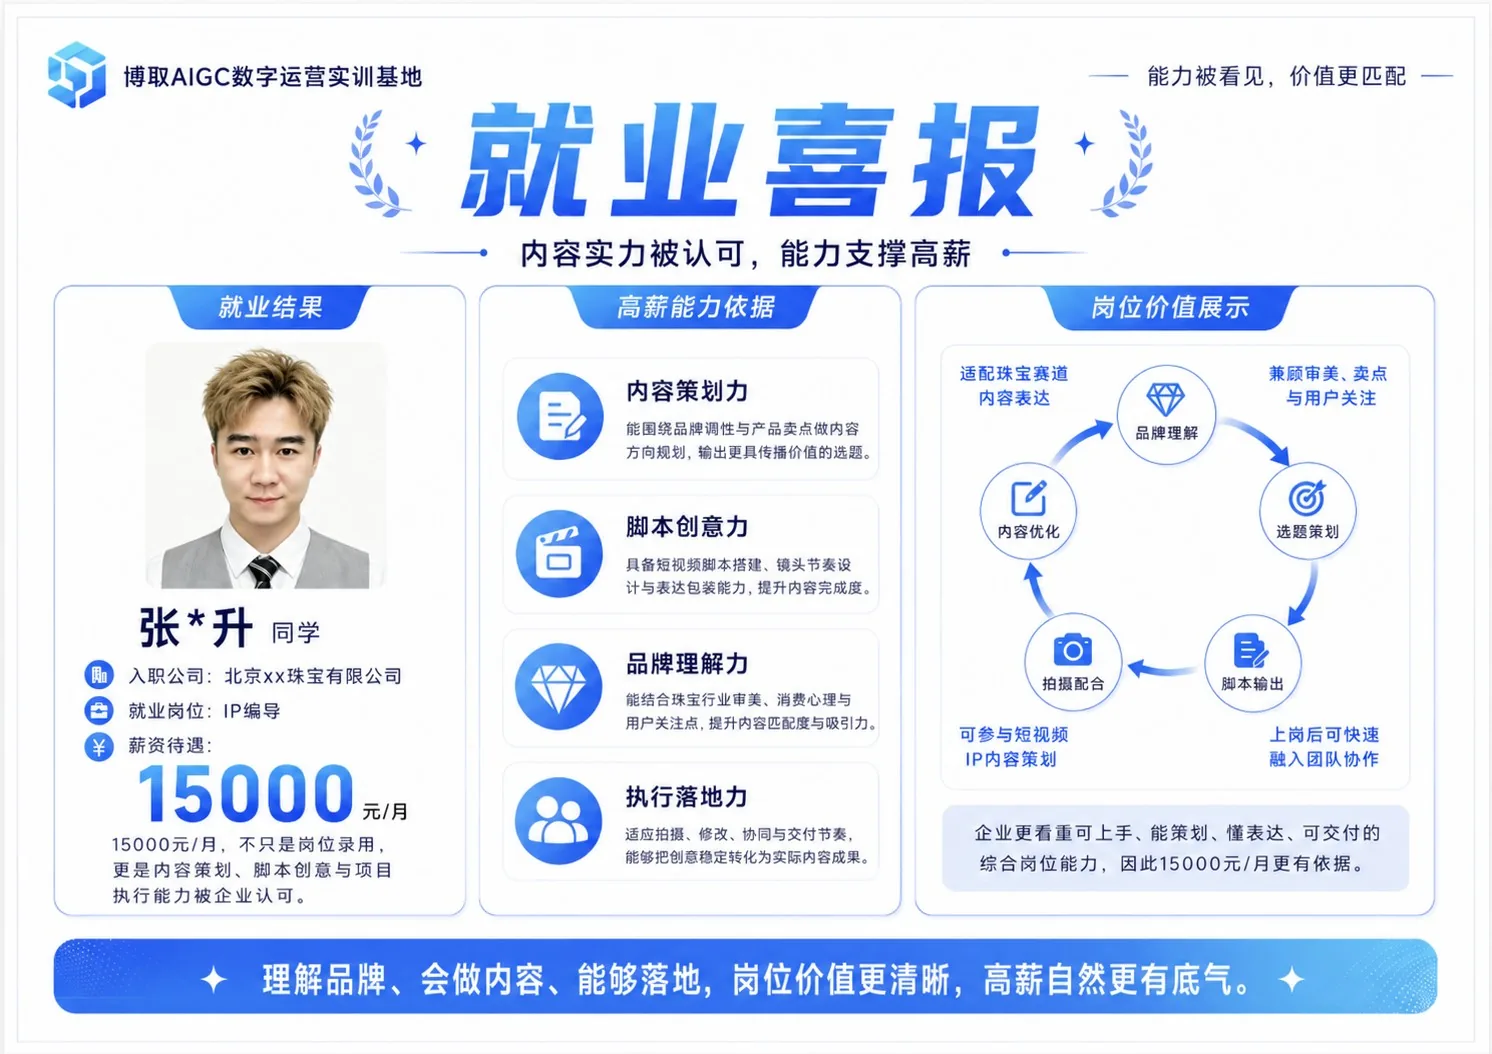 博取AIGC数字运营实训基地
能力被看见，价值更匹配
就业喜报
内容实力被认可，能力支撑高薪
就业结果
张*升 同学
入职公司：北京xx珠宝有限公司
就业岗位：IP编导
薪资待遇：
¥
15000 元/月
15000元/月，不只是岗位录用，
更是内容策划、脚本创意与项目
执行能力被企业认可。
高薪能力依据
内容策划力
能围绕品牌调性与产品卖点做内容
方向规划，输出更具传播价值的选题。
脚本创意力
具备短视频脚本搭建、镜头节奏设
计与表达包装能力，提升内容完成度。
品牌理解力
能结合珠宝行业审美、消费心理与
用户关注点，提升内容匹配度与吸引力。
执行落地力
适应拍摄、修改、协同与交付节奏，
能够把创意稳定转化为实际内容成果。
岗位价值展示
适配珠宝赛道
内容表达
兼顾审美、卖点
与用户关注
品牌理解
选题策划
脚本输出
拍摄配合
内容优化
可参与短视频
IP内容策划
上岗后可快速
融入团队协作
企业更看重可上手、能策划、懂表达、可交付的
综合岗位能力，因此15000元/月更有依据。
理解品牌、会做内容、能够落地，岗位价值更清晰，高薪自然更有底气。